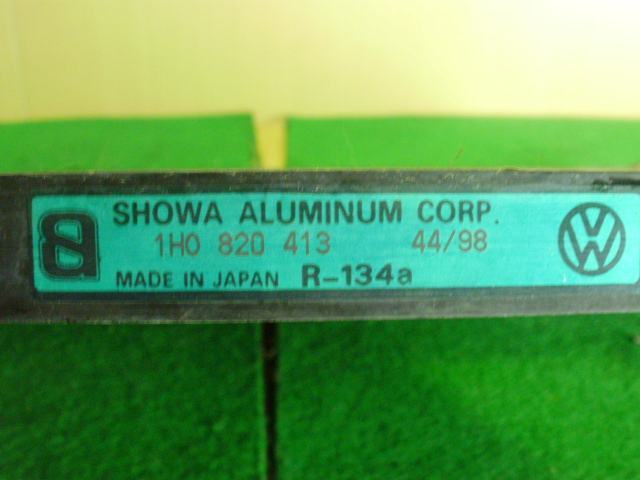 SHOWA ALUMINUM CORP.
1H0 820 413 44/98
MADE IN JAPAN R-134a